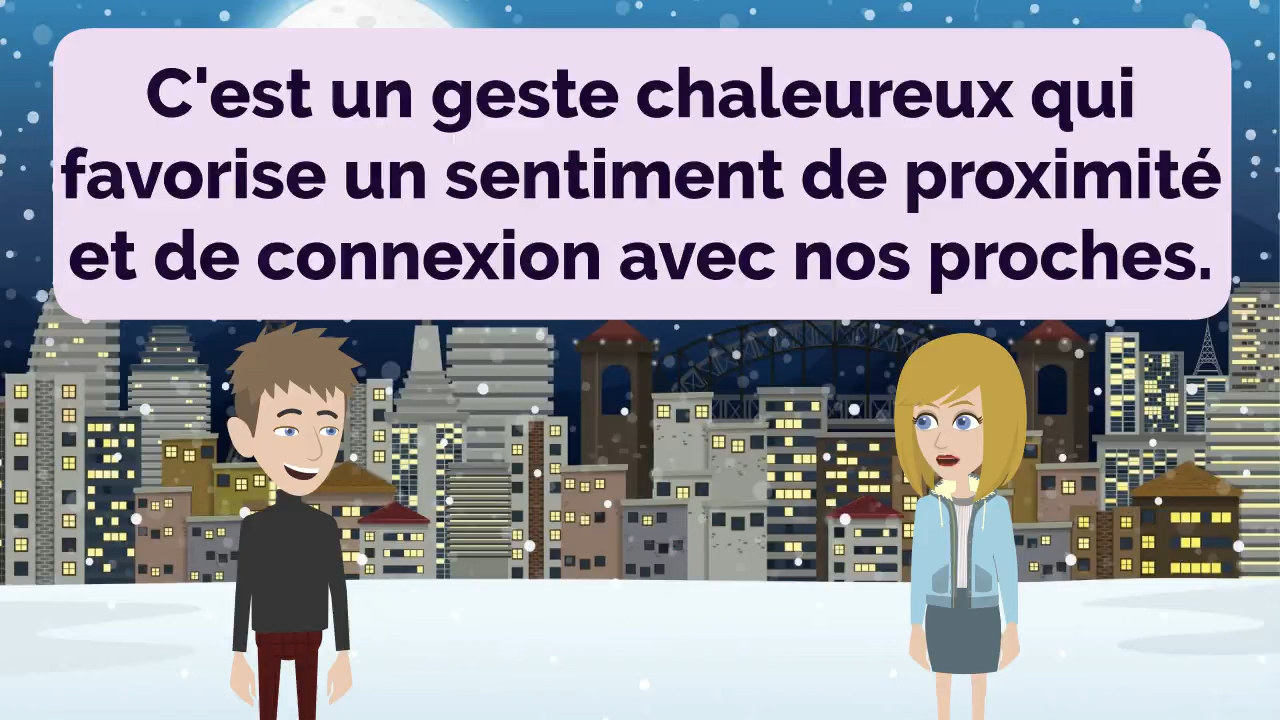 C'est un geste chaleureux qui
favorise un sentiment de proximité
et de connexion avec nos proches.